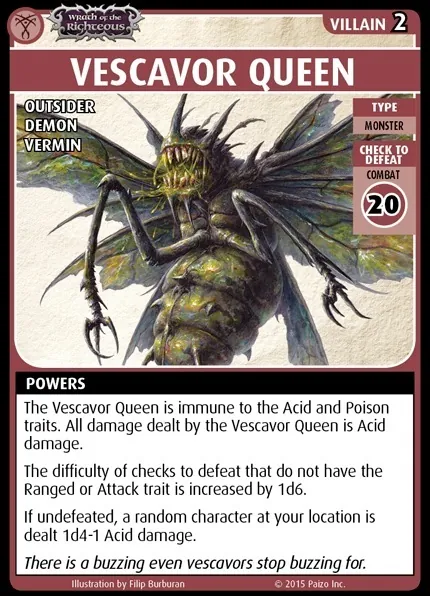 Wrath of the
Righteous
VILLAIN 2
VESCAVOR QUEEN
OUTSIDER
DEMON
VERMIN
TYPE
MONSTER
CHECK TO
DEFEAT
COMBAT
20
POWERS
The Vescavor Queen is immune to the Acid and Poison
traits. All damage dealt by the Vescavor Queen is Acid
damage.
The difficulty of checks to defeat that do not have the
Ranged or Attack trait is increased by 1d6.
If undefeated, a random character at your location is
dealt 1d4-1 Acid damage.
There is a buzzing even vescavors stop buzzing for.
Illustration by Filip Burburan
© 2015 Paizo Inc.